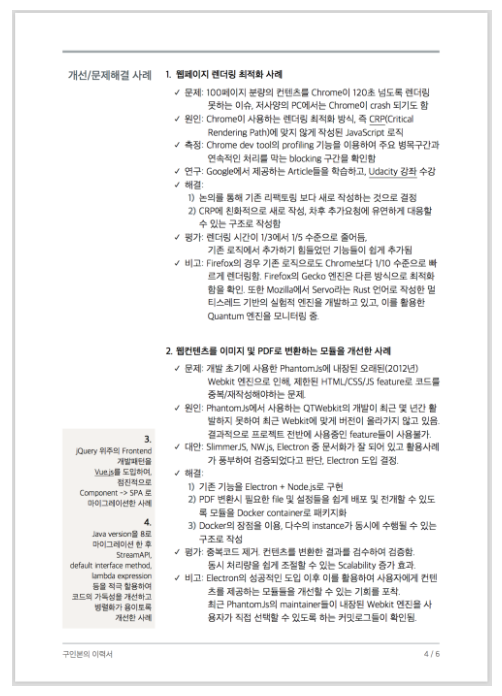 개선/문제해결 사례
1. 웹페이지 렌더링 최적화 사례
✓ 문제: 100페이지 분량의 컨텐츠를 Chrome이 120초 넘도록 렌더링
못하는 이슈, 저사양의 PC에서는 Chrome이 crash 되기도 함
✓ 원인: Chrome이 사용하는 렌더링 최적화 방식, 즉 CRP(Critical
Rendering Path)에 맞지 않게 작성된 JavaScript 로직
✓ 측정: Chrome dev tool의 profiling 기능을 이용하여 주요 병목구간과
연속적인 처리를 막는 blocking 구간을 확인함
✓ 연구: Google에서 제공하는 Article들을 학습하고, Udacity 강좌 수강
✓ 해결:
1) 논의를 통해 기존 리팩토링 보다 새로 작성하는 것으로 결정
2) CRP에 친화적으로 새로 작성, 차후 추가요청에 유연하게 대응할
수 있는 구조로 작성함
✓ 평가: 렌더링 시간이 1/3에서 1/5 수준으로 줄어듬,
기존 로직에서 추가하기 힘들었던 기능들이 쉽게 추가됨
✓ 비고: Firefox의 경우 기존 로직으로도 Chrome보다 1/10 수준으로 빠
르게 렌더링함. Firefox의 Gecko 엔진은 다른 방식으로 최적화
함을 확인. 또한 Mozilla에서 Servo라는 Rust 언어로 작성한 멀
티스레드 기반의 실험적 엔진을 개발하고 있고, 이를 활용한
Quantum 엔진을 모니터링 중.
2. 웹컨텐츠를 이미지 및 PDF로 변환하는 모듈을 개선한 사례
✓ 문제: 개발 초기에 사용한 PhantomJs에 내장된 오래된(2012년)
Webkit 엔진으로 인해, 제한된 HTML/CSS/JS feature로 코드를
중복/재작성해야하는 문제.
✓ 원인: PhantomJs에서 사용하는 QTWebkit의 개발이 최근 몇 년간 활
발하지 못하여 최근 Webkit에 맞게 버전이 올라가지 않고 있음.
결과적으로 프로젝트 전반에 사용중인 feature들이 사용불가.
✓ 대안: SlimmerJS, NW.js, Electron 중 문서화가 잘 되어 있고 활용사례
가 풍부하여 검증되었다고 판단, Electron 도입 결정.
✓ 해결:
1) 기존 기능을 Electron + Node.js로 구현
2) PDF 변환시 필요한 file 및 설정들을 쉽게 배포 및 전개할 수 있도
록 모듈을 Docker container로 패키지화
3) Docker의 장점을 이용, 다수의 instance가 동시에 수행될 수 있는
구조로 작성
✓ 평가: 중복코드 제거. 컨텐츠를 변환한 결과를 검수하여 검증함.
동시 처리량을 쉽게 조절할 수 있는 Scalability 증가 효과.
✓ 비고: Electron의 성공적인 도입 이후 이를 활용하여 사용자에게 컨텐
츠를 제공하는 모듈들을 개선할 수 있는 기회를 포착.
최근 PhantomJs의 maintainer들이 내장된 Webkit 엔진을 사
용자가 직접 선택할 수 있도록 하는 커밋로그들이 확인됨.
3.
jQuery 위주의 Frontend
개발패턴을
Vue.js를 도입하여,
점진적으로
Component -> SPA 로
마이그레이션한 사례
4.
Java version을 8로
마이그레이션 한 후
StreamAPI,
default interface method,
lambda expression
등을 적극 활용하여
코드의 가독성을 개선하고
병렬화가 용이토록
개선한 사례
구인본의 이력서
4 / 6